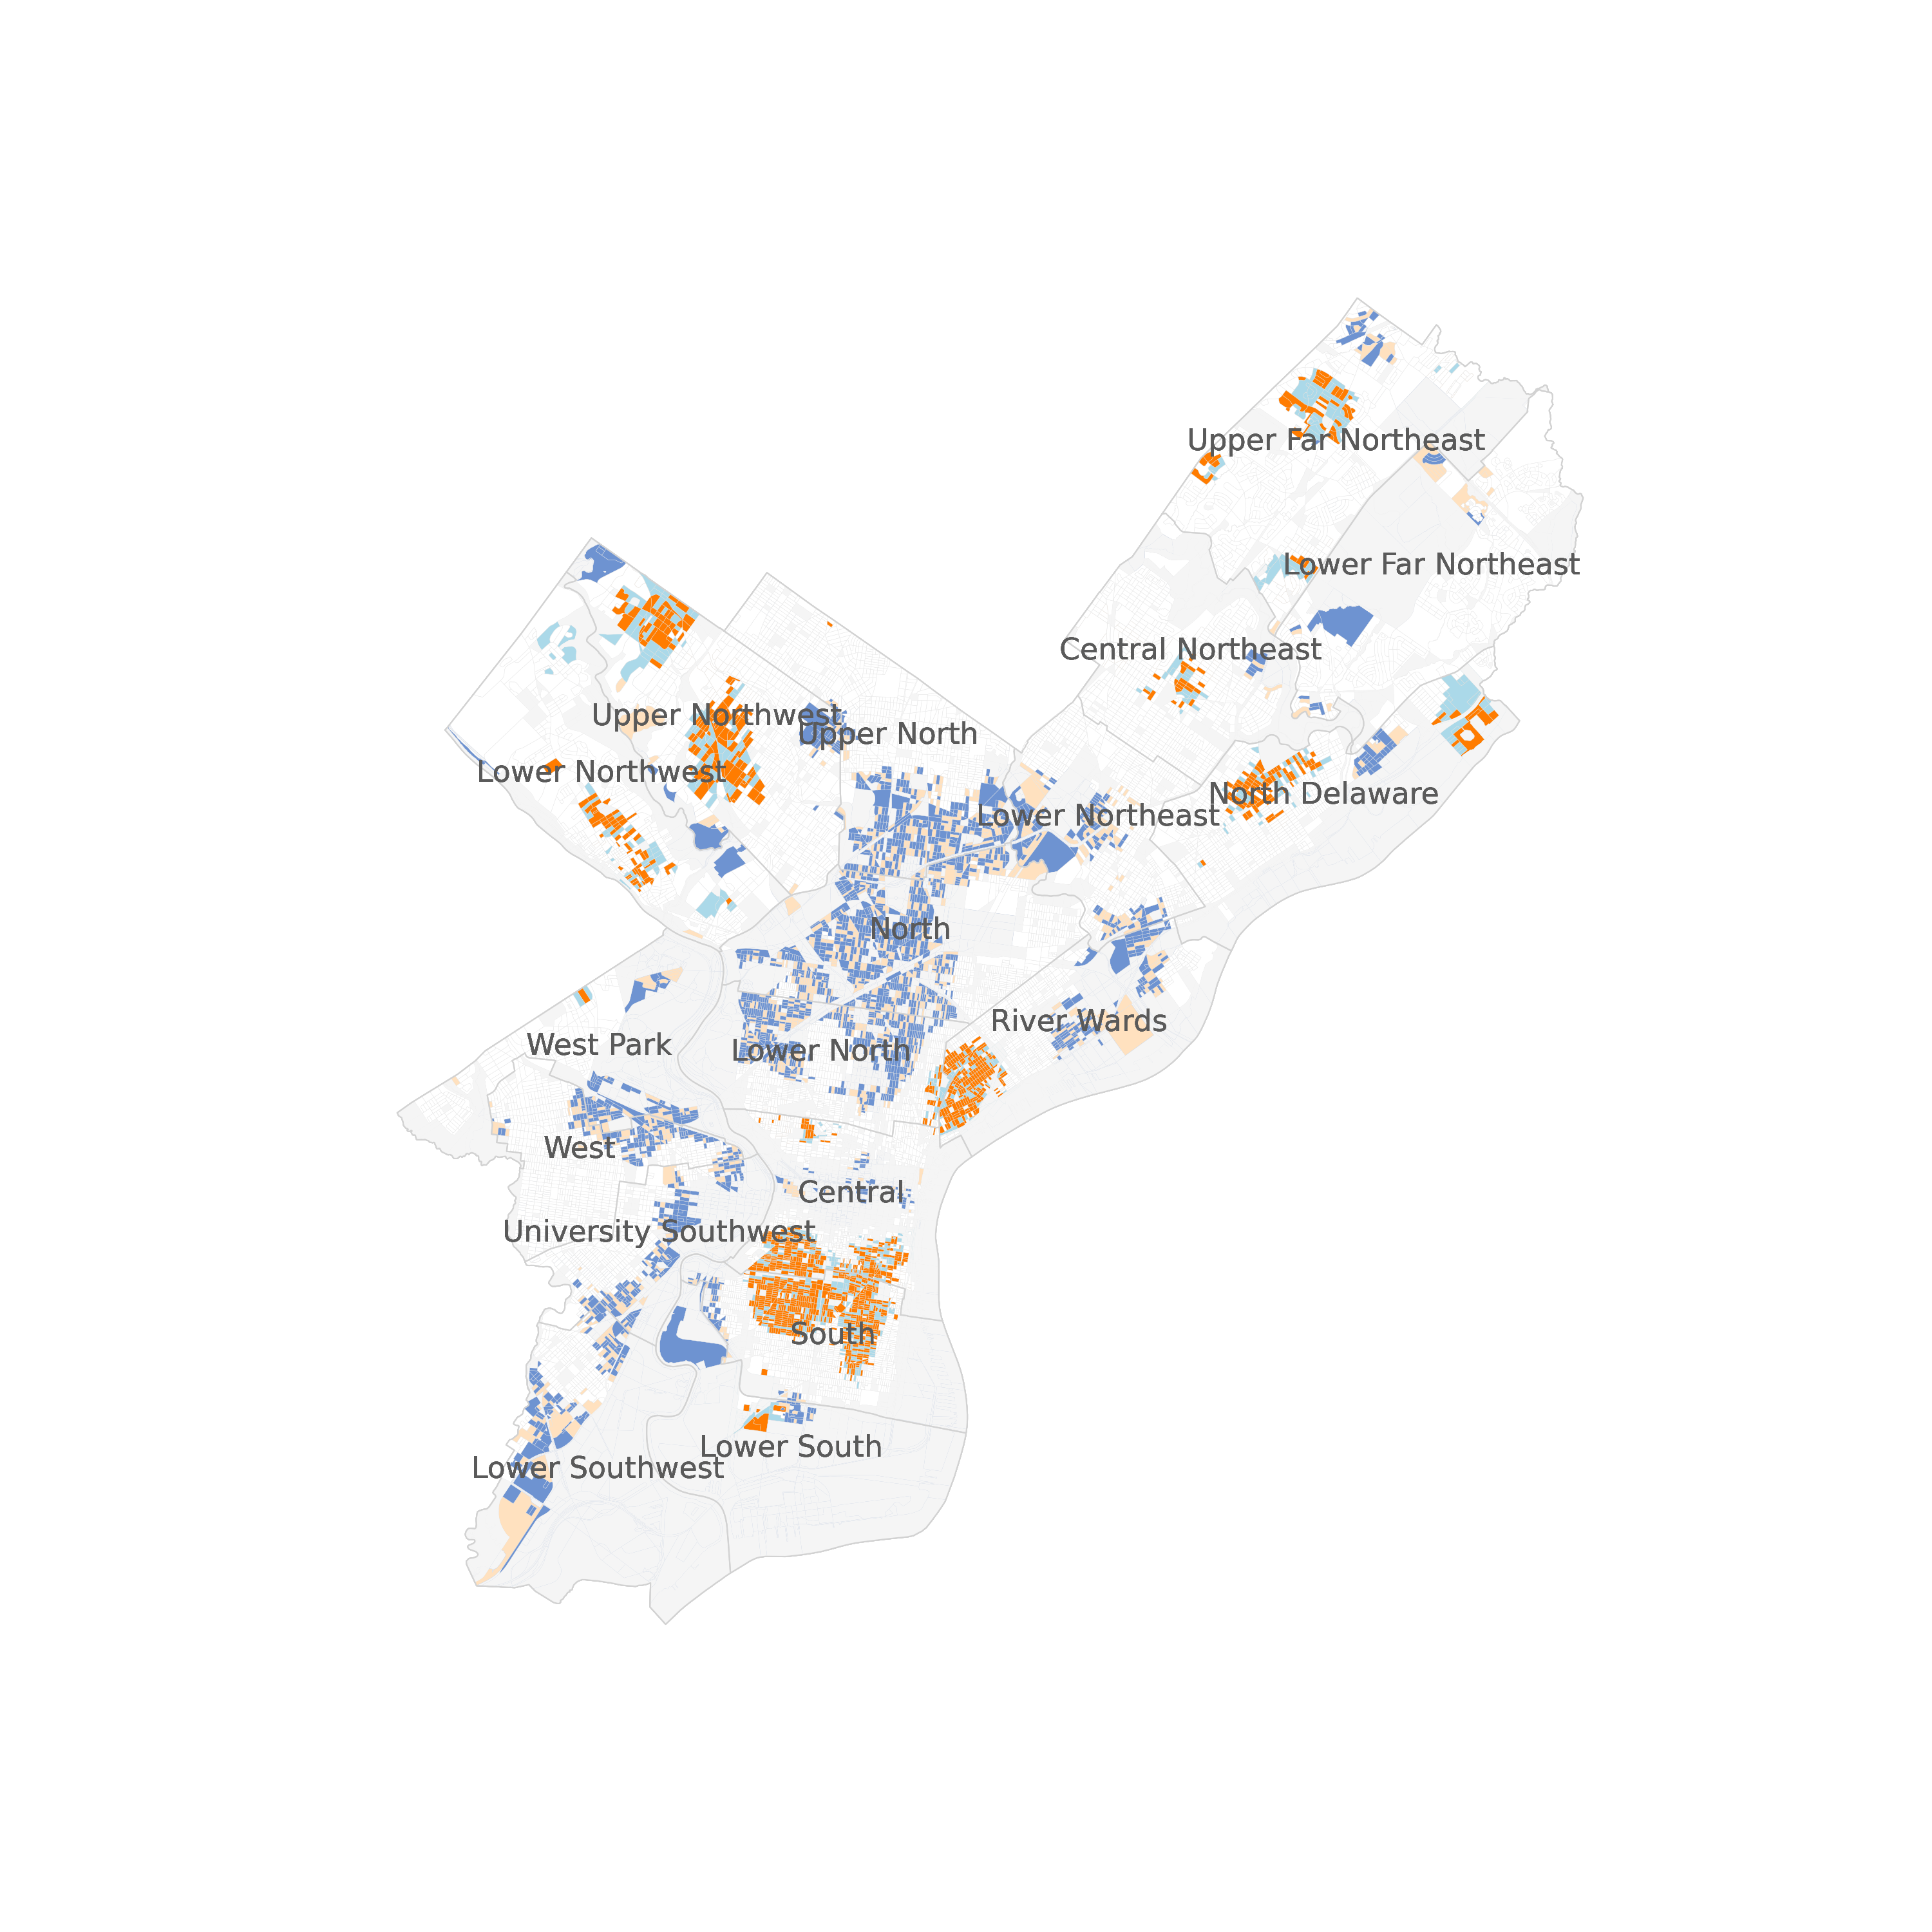 Upper Far Northeast
Lower Far Northeast
Central Northeast
Upper Northwest
Upper North
Lower Northwest
North Delaware
Lower Northeast
North
River Wards
West Park
Lower North
West
Central
University Southwest
South
Lower South
Lower Southwest